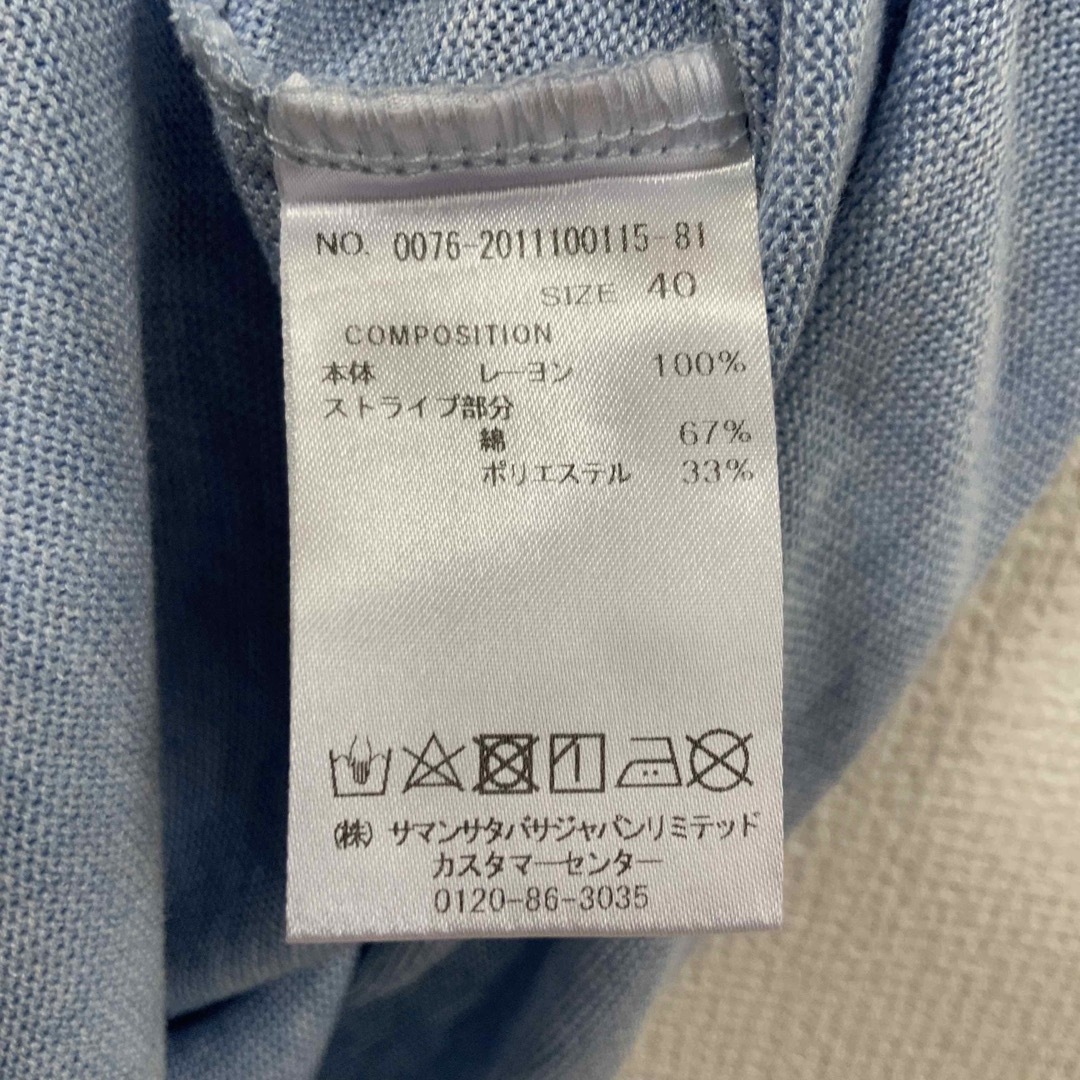 NO. 0076-2011100115-81
SIZE 40
COMPOSITION
本体 レーヨン 100%
ストライプ部分
綿 67%
ポリエステル 33%
(株) サマンサタバサジャパンリミテッド
カスタマーセンター
0120-86-3035